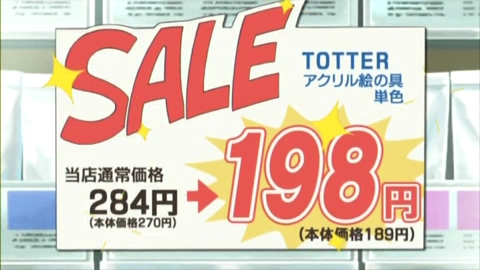 SALE
TOTTER
アクリル絵の具
単色
当店通常価格
284円
(本体価格270円)
198円
(本体価格189円)